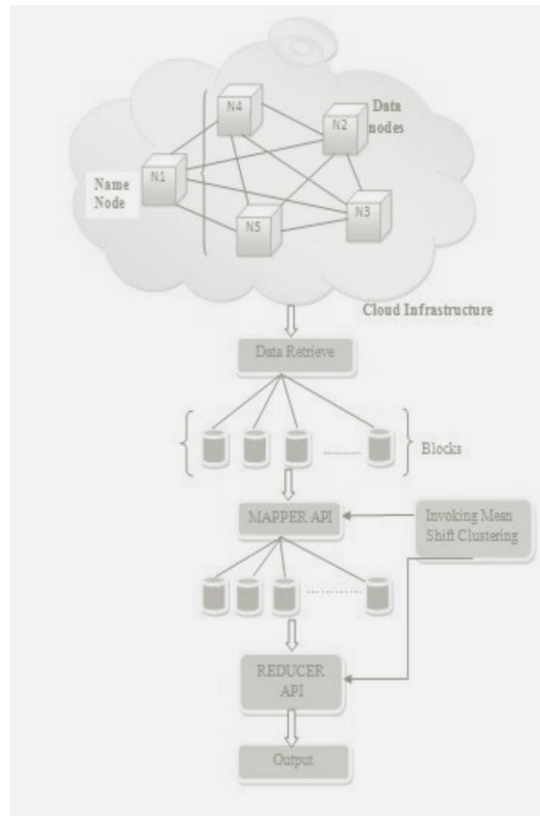 N4
N2
Data
nodes
N1
Name
Node
N5
N3
Cloud Infrastructure
Data Retrieve
Blocks
MAPPER API
Invoking Mean
Shift Clustering
REDUCER
API
Output